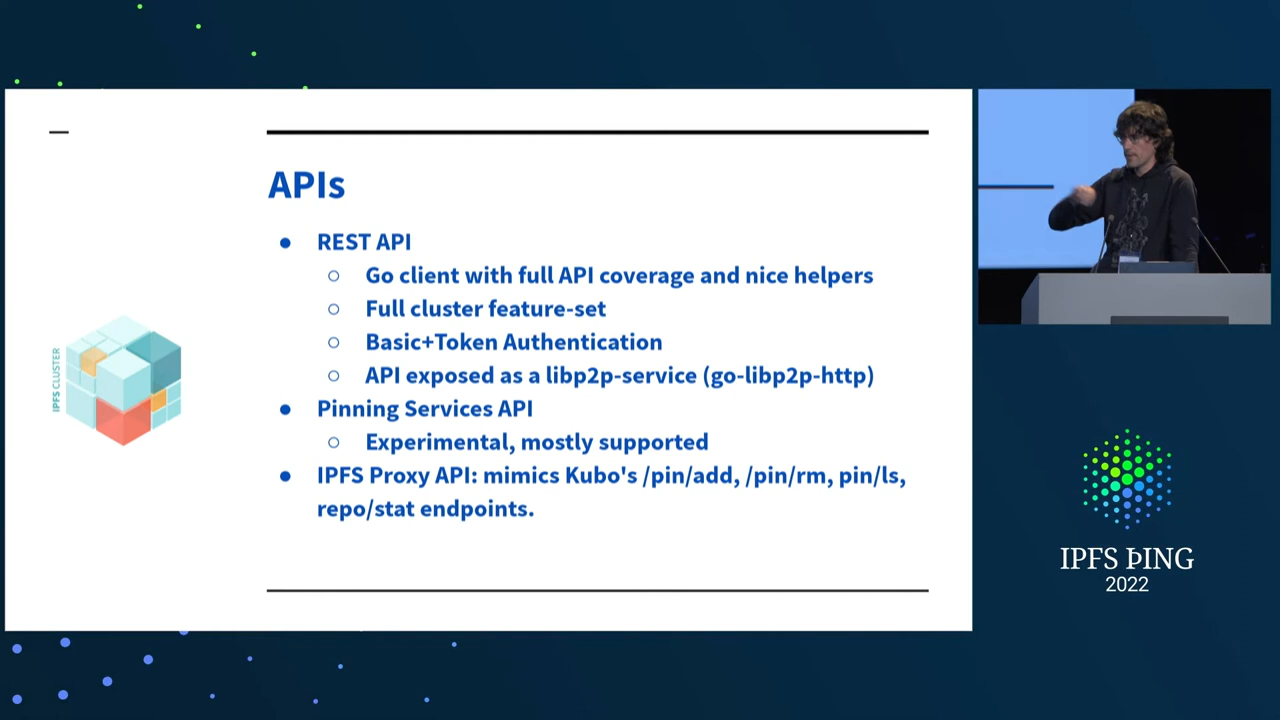 APIs
● REST API
○ Go client with full API coverage and nice helpers
○ Full cluster feature-set
○ Basic+Token Authentication
○ API exposed as a libp2p-service (go-libp2p-http)
● Pinning Services API
○ Experimental, mostly supported
● IPFS Proxy API: mimics Kubo's /pin/add, /pin/rm, pin/ls,
repo/stat endpoints.
IPFS CLUSTER
IPFS ÞING
2022